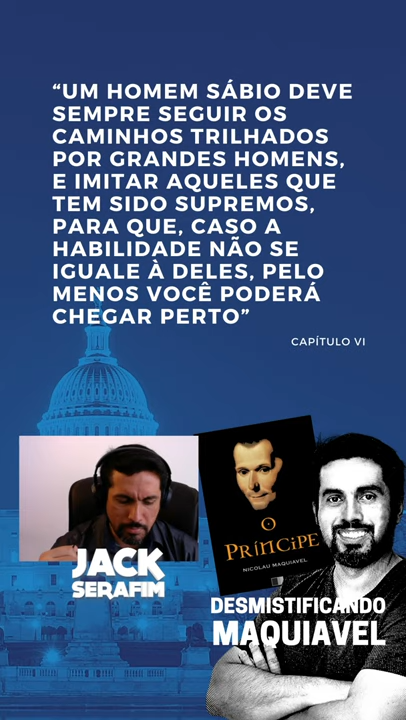 “UM HOMEM SÁBIO DEVE
SEMPRE SEGUIR OS
CAMINHOS TRILHADOS
POR GRANDES HOMENS,
E IMITAR AQUELES QUE
TEM SIDO SUPREMOS,
PARA QUE, CASO A
HABILIDADE NÃO SE
IGUALE À DELES, PELO
MENOS VOCÊ PODERÁ
CHEGAR PERTO”
CAPÍTULO VI
O
PRÍNCIPE
NICOLAU MAQUIAVEL
JACK
SERAFIM
DESMISTIFICANDO
MAQUIAVEL